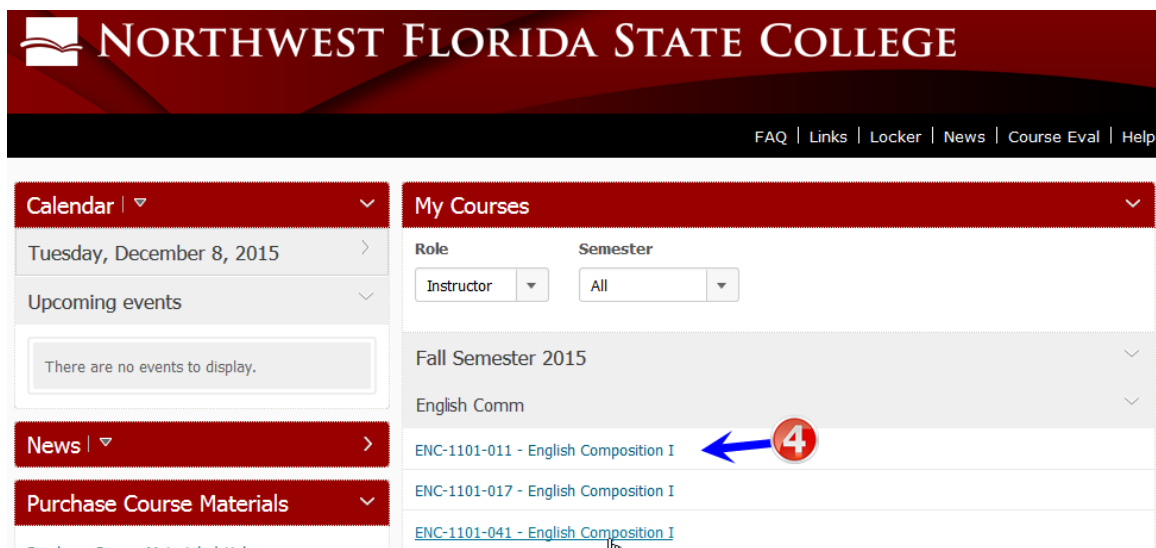 NORTHWEST FLORIDA STATE COLLEGE
FAQ | Links | Locker | News | Course Eval | Help
Calendar
Tuesday, December 8, 2015
Upcoming events
There are no events to display.
News
Purchase Course Materials
My Courses
Role Semester
Instructor All
Fall Semester 2015
English Comm
ENC-1101-011 - English Composition I
4
ENC-1101-017 - English Composition I
ENC-1101-041 - English Composition I